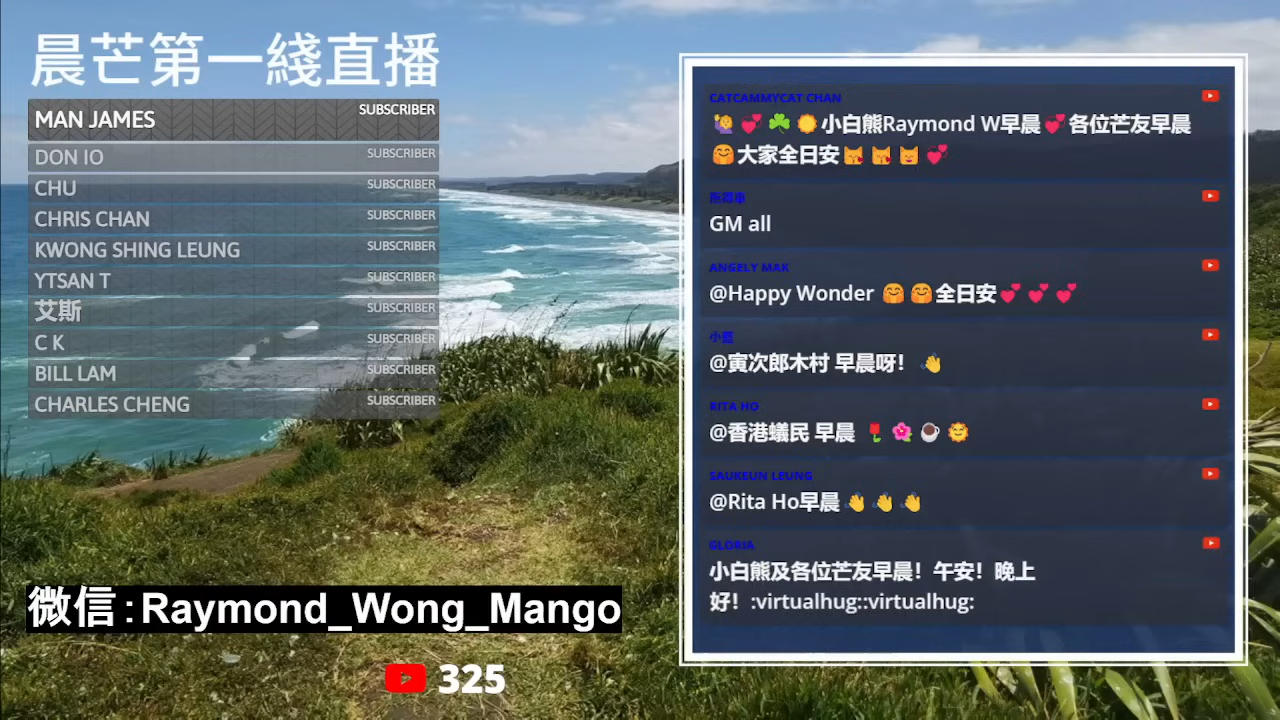 晨芒第一綫直播
MAN JAMES SUBSCRIBER
DON IO SUBSCRIBER
CHU SUBSCRIBER
CHRIS CHAN SUBSCRIBER
KWONG SHING LEUNG SUBSCRIBER
YTSAN T SUBSCRIBER
艾斯 SUBSCRIBER
C K SUBSCRIBER
BILL LAM SUBSCRIBER
CHARLES CHENG SUBSCRIBER
微信:Raymond_Wong_Mango
325
CATCAMMYCAT CHAN
🙋💞☘️🌞小白熊Raymond W早晨💞各位芒友早晨
🤗大家全日安😽😽😺💞
GM all
ANGELY MAK
@Happy Wonder 🤗🤗全日安💕💕💕
小藍
@寅次郎木村 早晨呀！ 👋
RITA HO
@香港蟻民 早晨 🌷🌺☕🌞
SAUKEUN LEUNG
@Rita Ho早晨👋👋👋
GLORIA
小白熊及各位芒友早晨！午安！晚上
好！:virtualhug::virtualhug: